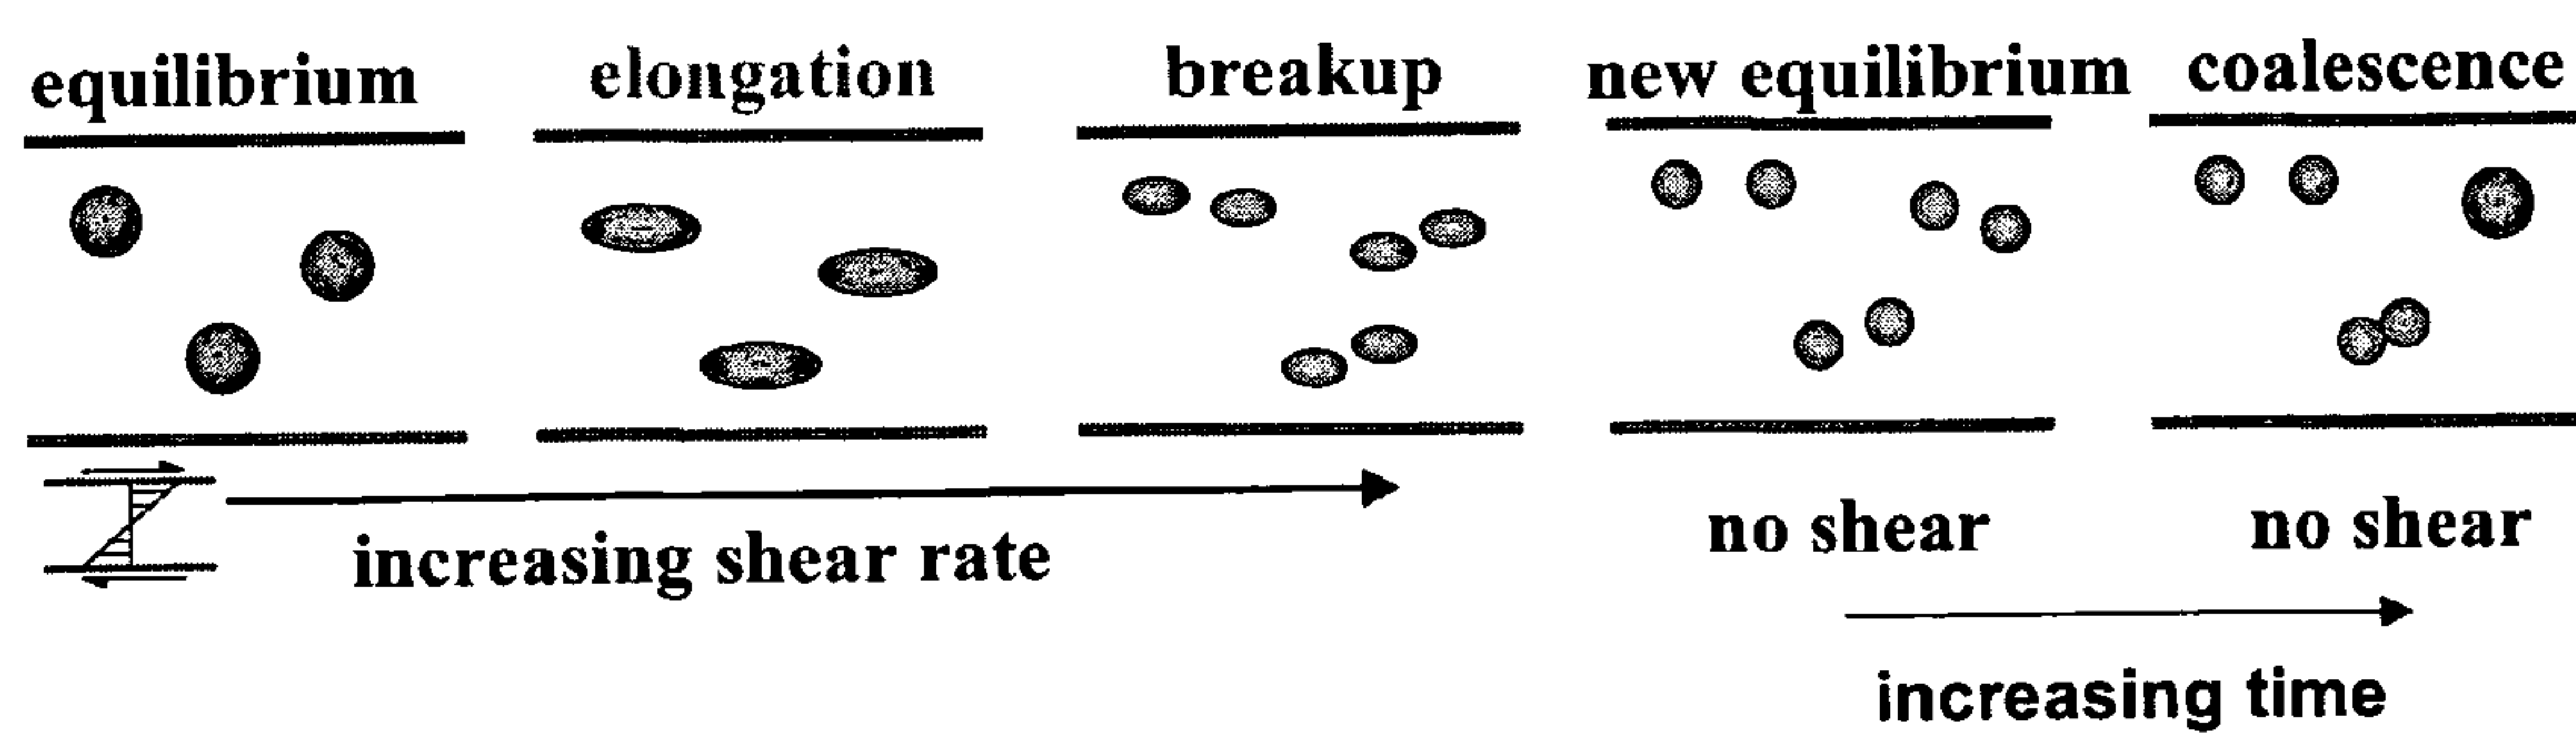 equilibrium
elongation
breakup
new equilibrium
coalescence
increasing shear rate
no shear
no shear
increasing time